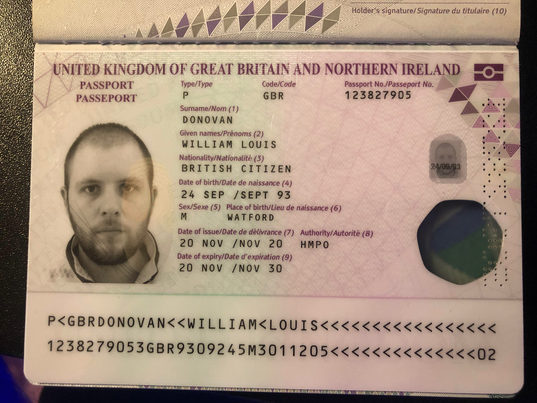 Holder's signature/Signature du titulaire (10)
UNITED KINGDOM OF GREAT BRITAIN AND NORTHERN IRELAND
PASSPORT
PASSEPORT
Type/Type Code/Code Passport No./Passeport No.
P GBR 123827905
Surname/Nom (1)
DONOVAN
Given names/Prénoms (2)
WILLIAM LOUIS
Nationality/Nationalité (3)
BRITISH CITIZEN
Date of birth/Date de naissance (4)
24 SEP /SEPT 93
Sex/Sexe (5) Place of birth/Lieu de naissance (6)
M WATFORD
Date of issue/Date de délivrance (7) Authority/Autorité (8)
20 NOV /NOV 20 HMPO
Date of expiry/Date d'expiration (9)
20 NOV /NOV 30
24/09/93
P<GBRDONOVAN<<WILLIAM<LOUIS<<<<<<<<<<<<<<<<<
1238279053GBR9309245M3011205<<<<<<<<<<<<<<02